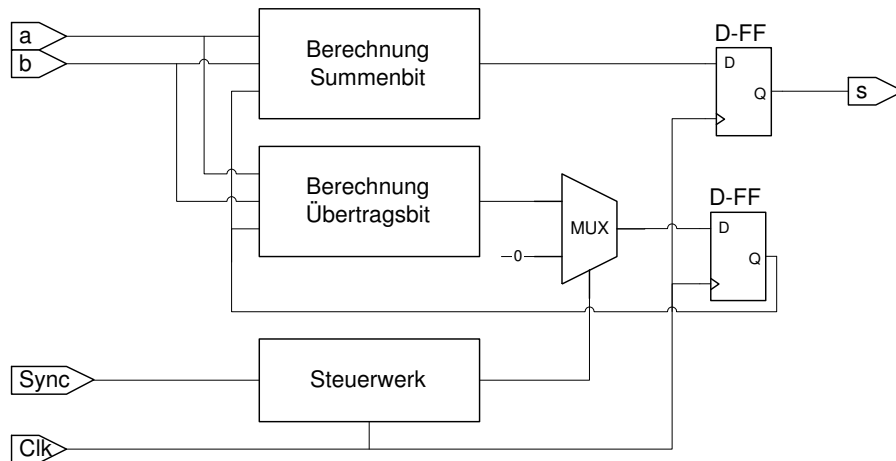 a
b
Berechnung
Summenbit
D-FF
D
Q
s
Berechnung
Übertragsbit
MUX
0
D-FF
D
Q
Sync
Steuerwerk
Clk